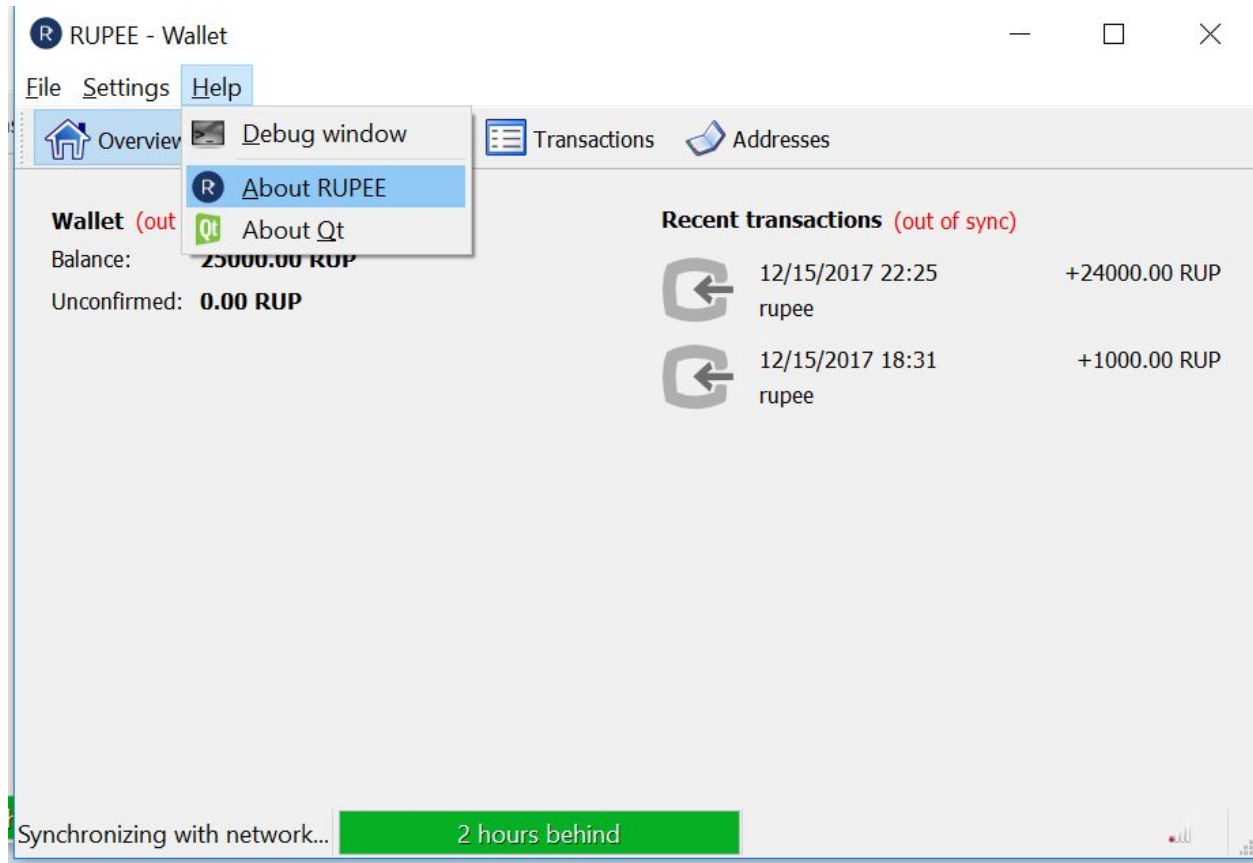 RUPEE - Wallet
File Settings Help
Overview Transactions Addresses
Debug window
About RUPEE
About Qt
Wallet (out
Balance: 25000.00 RUP
Unconfirmed: 0.00 RUP
Recent transactions (out of sync)
12/15/2017 22:25 +24000.00 RUP
rupee
12/15/2017 18:31 +1000.00 RUP
rupee
Synchronizing with network... 2 hours behind